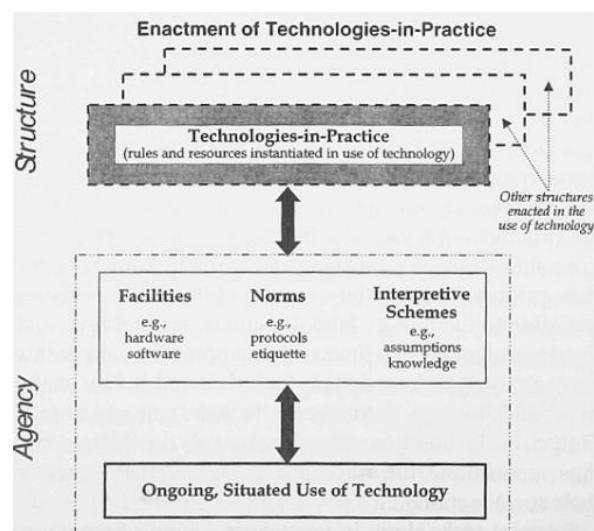 Enactment of Technologies-in-Practice
Structure
Technologies-in-Practice
(rules and resources instantiated in use of technology)
Other structures
enacted in the
use of technology
Agency
Facilities
e.g.,
hardware
software
Norms
e.g.,
protocols
etiquette
Interpretive
Schemes
e.g.,
assumptions
knowledge
Ongoing, Situated Use of Technology